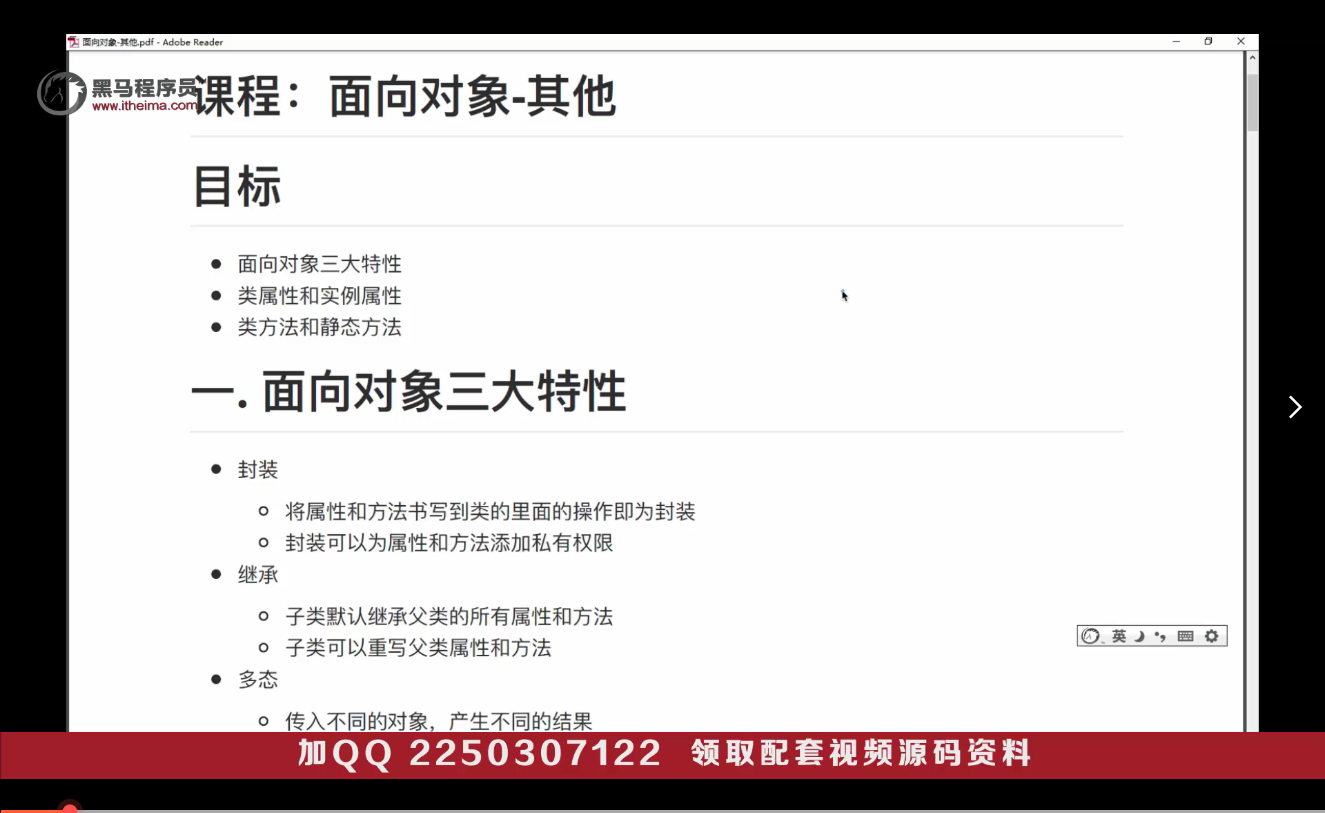 面向对象-其他.pdf - Adobe Reader
黑马程序员
www.itheima.com
课程：面向对象-其他
目标
面向对象三大特性
类属性和实例属性
类方法和静态方法
一. 面向对象三大特性
封装
将属性和方法书写到类的里面的操作即为封装
封装可以为属性和方法添加私有权限
继承
子类默认继承父类的所有属性和方法
子类可以重写父类属性和方法
英
多态
传入不同的对象，产生不同的结果
加QQ 2250307122 领取配套视频源码资料